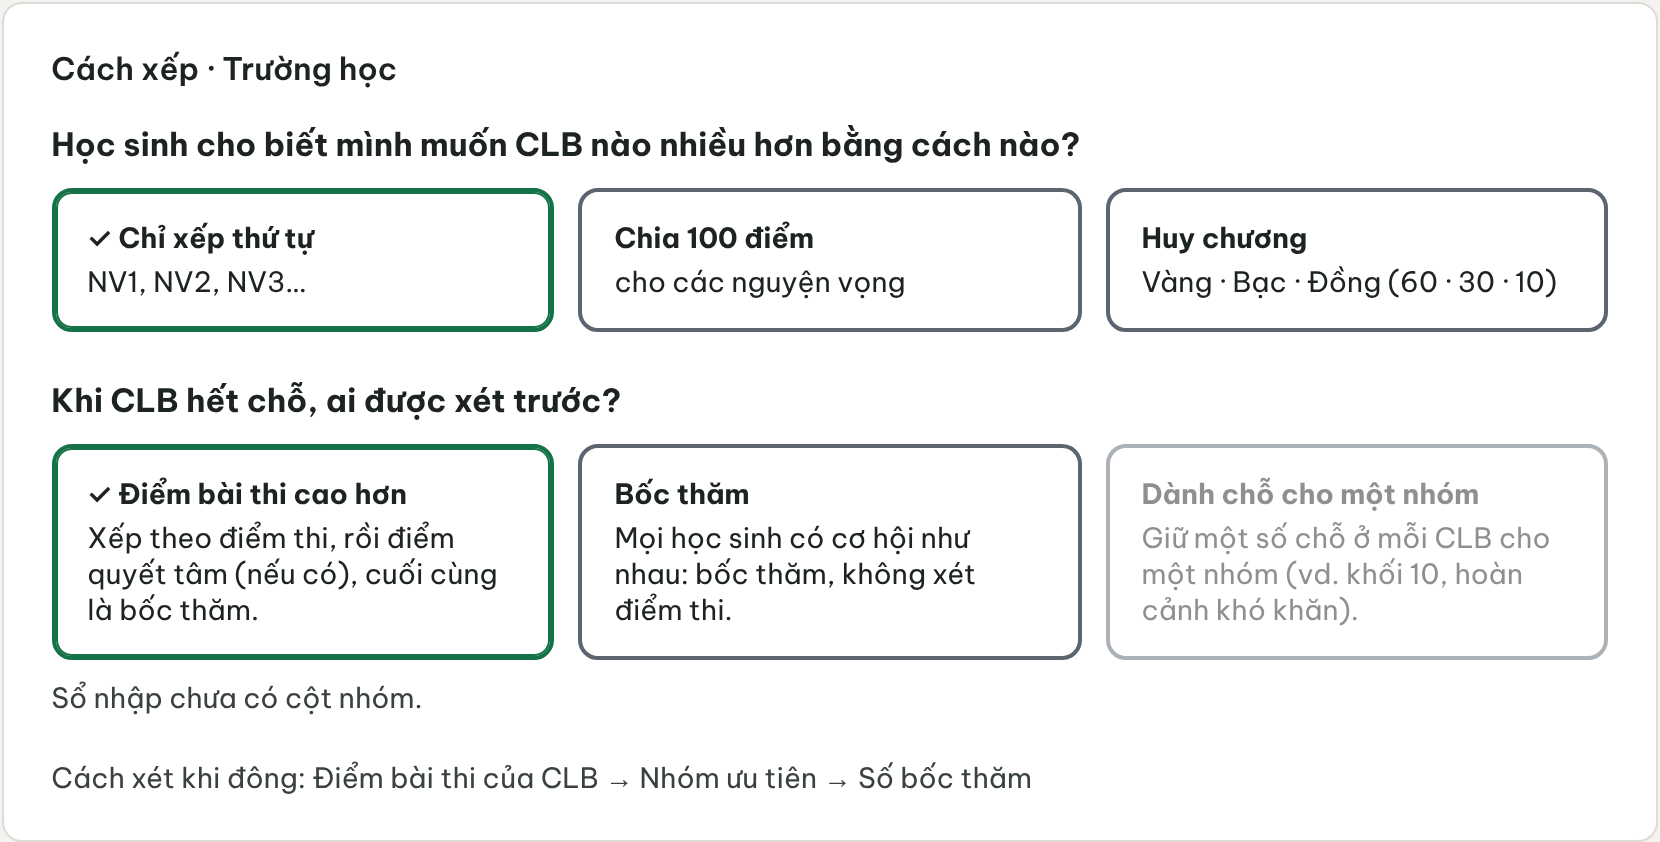 Cách xếp · Trường học
Học sinh cho biết mình muốn CLB nào nhiều hơn bằng cách nào?
✓ Chỉ xếp thứ tự
NV1, NV2, NV3...
Chia 100 điểm
cho các nguyện vọng
Huy chương
Vàng · Bạc · Đồng (60 · 30 · 10)
Khi CLB hết chỗ, ai được xét trước?
✓ Điểm bài thi cao hơn
Xếp theo điểm thi, rồi điểm
quyết tâm (nếu có), cuối cùng
là bốc thăm.
Bốc thăm
Mọi học sinh có cơ hội như
nhau: bốc thăm, không xét
điểm thi.
Dành chỗ cho một nhóm
Giữ một số chỗ ở mỗi CLB cho
một nhóm (vd. khối 10, hoàn
cảnh khó khăn).
Sổ nhập chưa có cột nhóm.
Cách xét khi đông: Điểm bài thi của CLB → Nhóm ưu tiên → Số bốc thăm